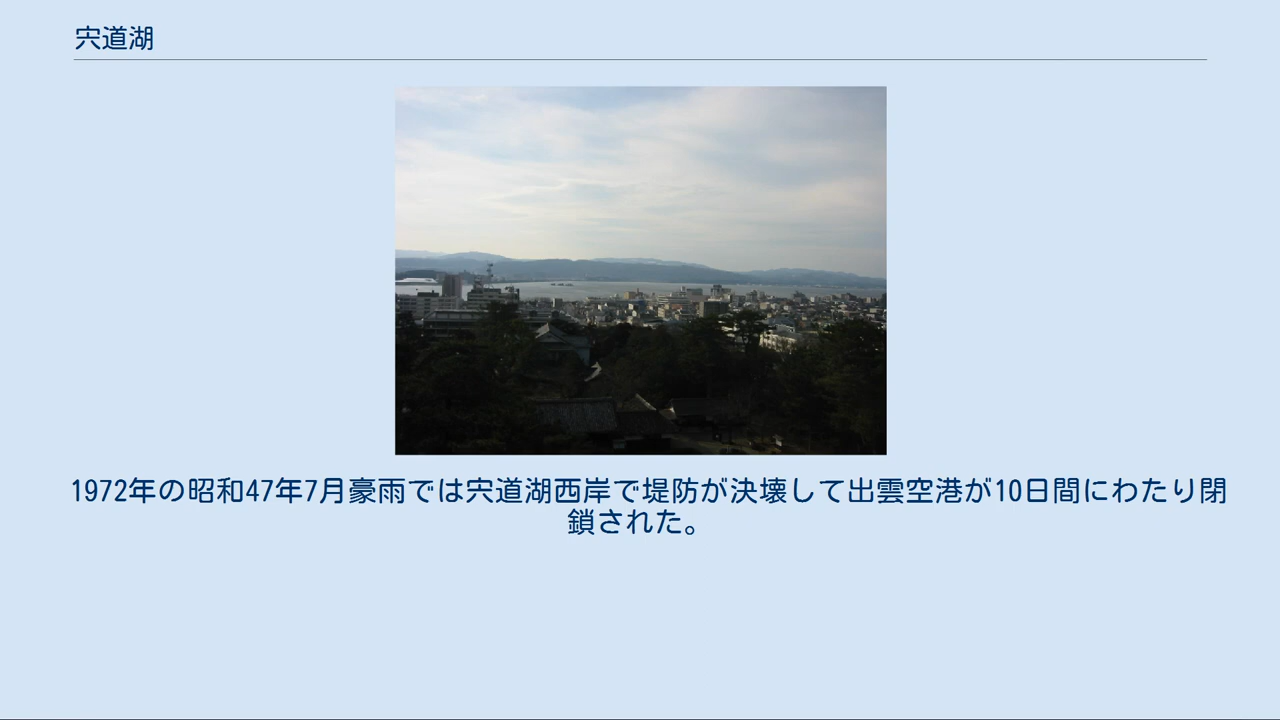 宍道湖
1972年の昭和47年7月豪雨では宍道湖西岸で堤防が決壊して出雲空港が10日間にわたり閉
鎖された。